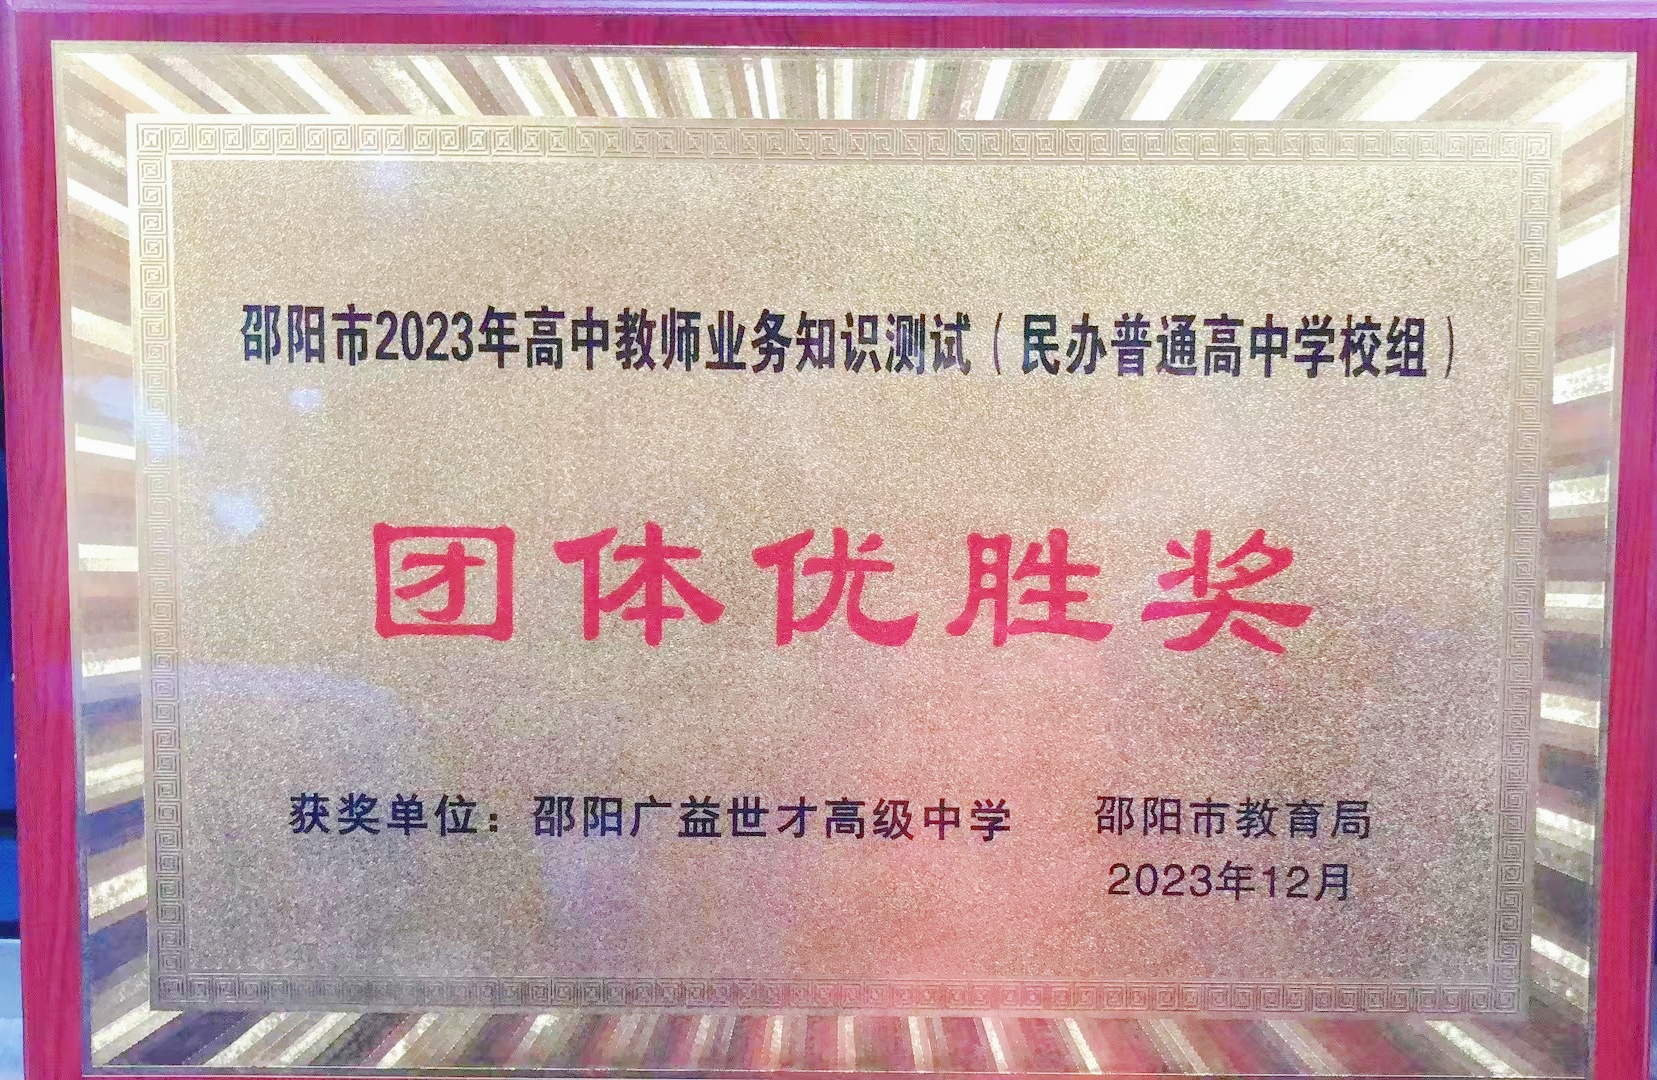 邵阳市2023年高中教师业务知识测试（民办普通高中学校组）
团体优胜奖
获奖单位：邵阳广益世才高级中学 邵阳市教育局
2023年12月